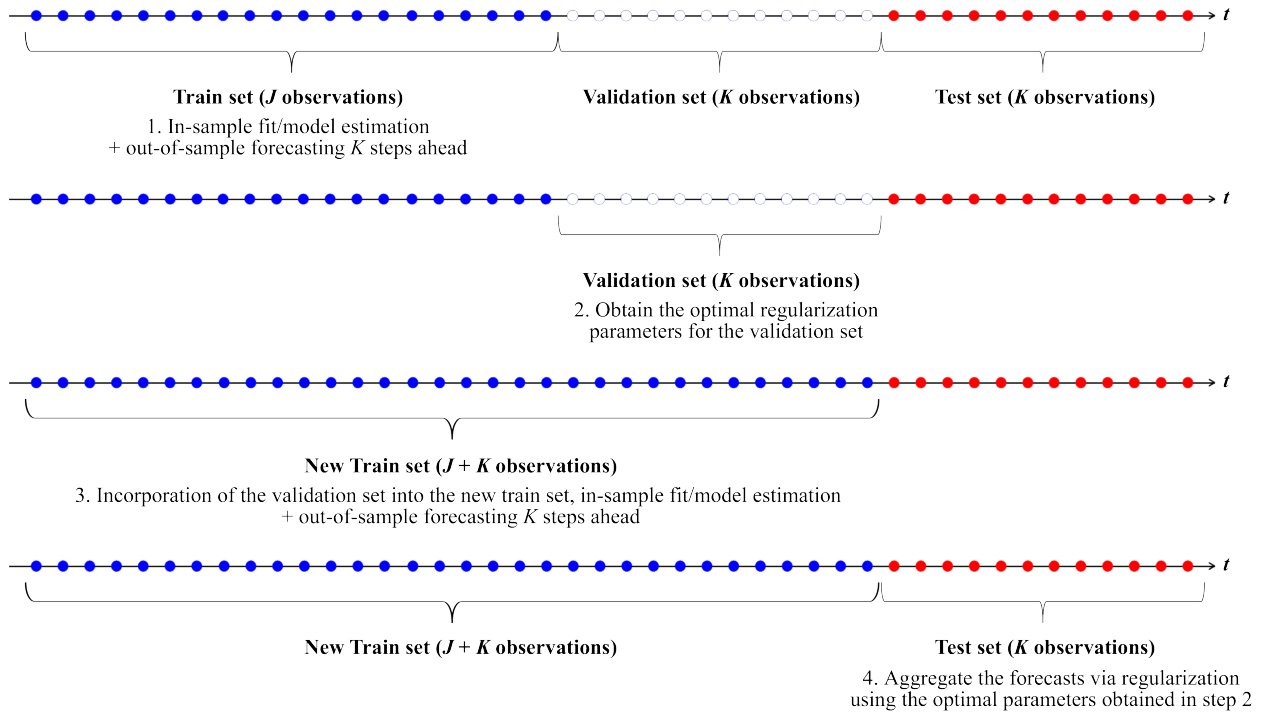 t
Train set (J observations)
Validation set (K observations)
Test set (K observations)
1. In-sample fit/model estimation
+ out-of-sample forecasting K steps ahead
t
Validation set (K observations)
2. Obtain the optimal regularization
parameters for the validation set
t
New Train set (J + K observations)
3. Incorporation of the validation set into the new train set, in-sample fit/model estimation
+ out-of-sample forecasting K steps ahead
t
New Train set (J + K observations)
Test set (K observations)
4. Aggregate the forecasts via regularization
using the optimal parameters obtained in step 2